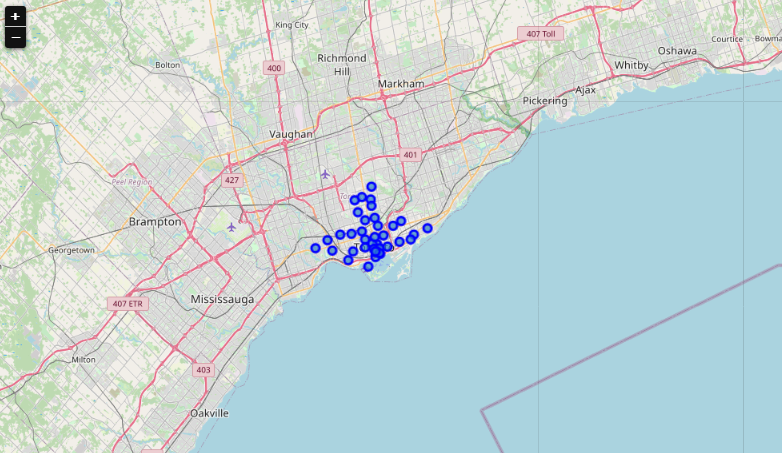 +
−
King City
407 Toll
Courtice
Bowma
Oshawa
Richmond
Hill
Bolton
400
Whitby
Markham
Ajax
Pickering
Vaughan
401
427
Peel Region
Brampton
Georgetown
Mississauga
407 ETR
Milton
403
Oakville